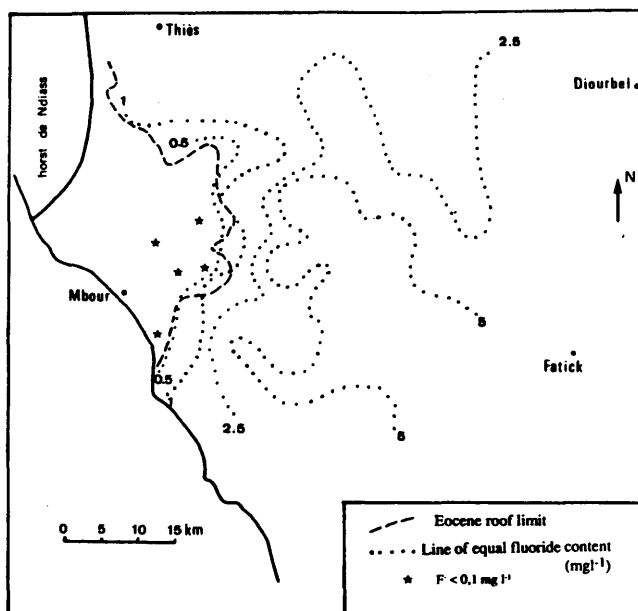 Thiès
2.5
Diourbel
horst de Ndiass
1
0.5
N
Mbour
5
Fatick
0.5
1
2.5
5
0 5 10 15 km
Eocene roof limit
Line of equal fluoride content
(mgl-1)
F- < 0,1 mg l-1